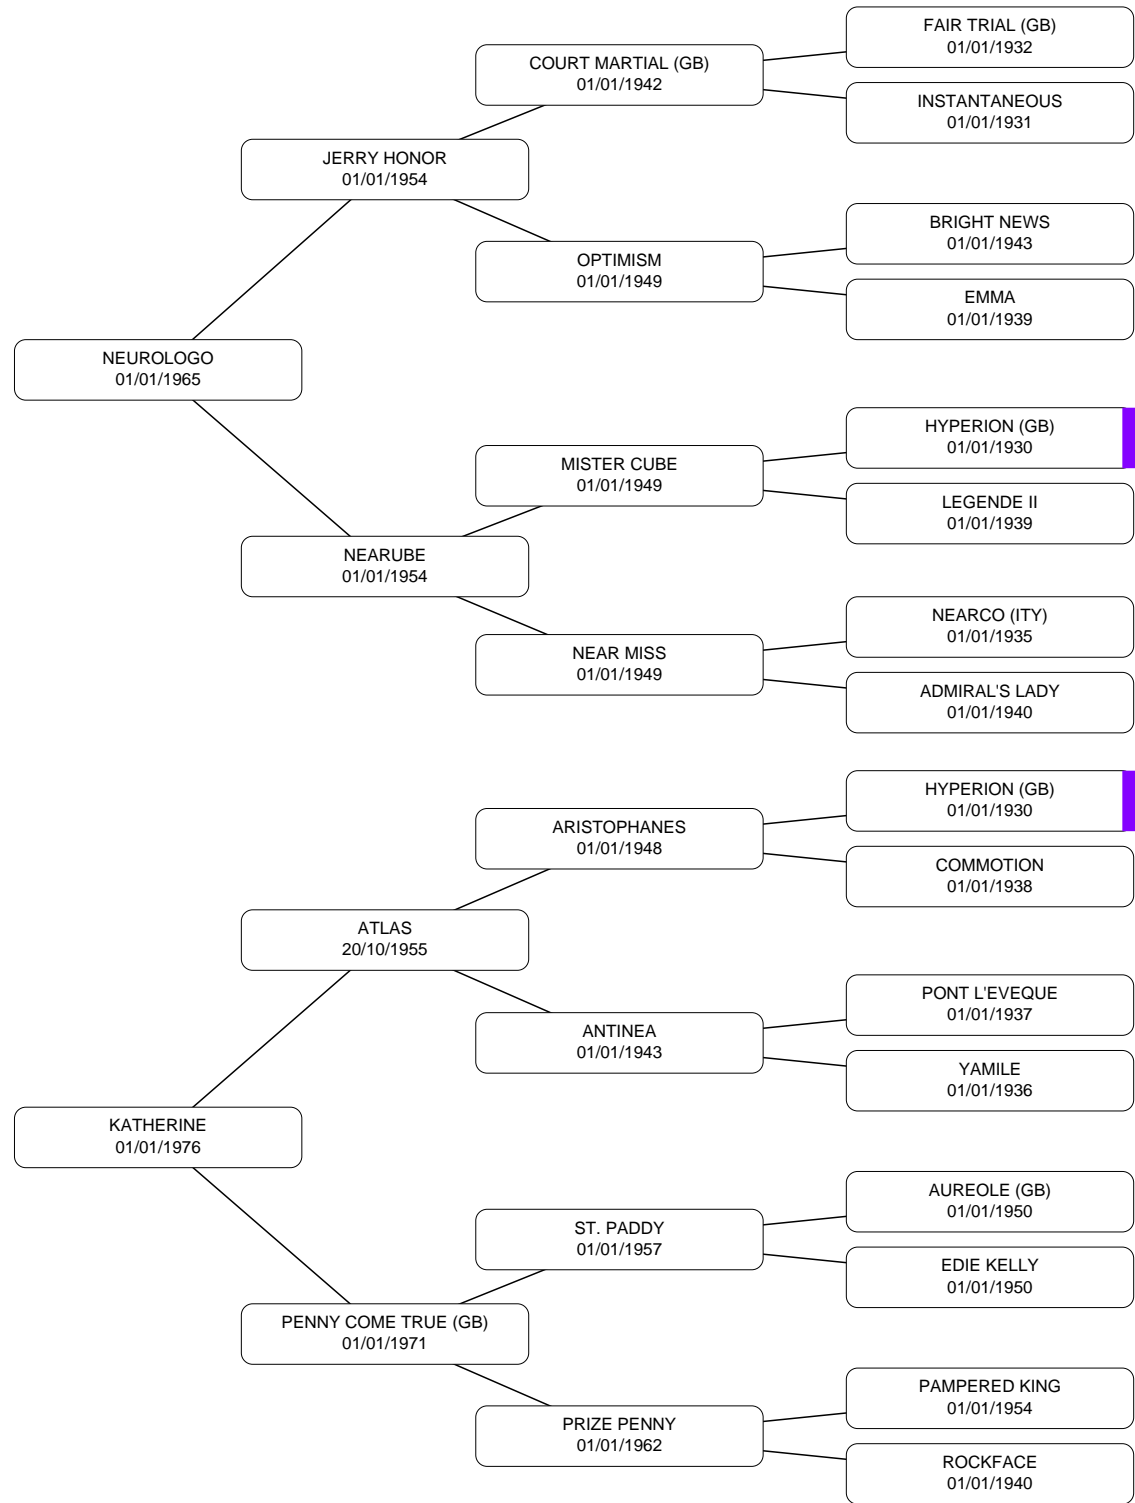 FAIR TRIAL (GB)
01/01/1932
COURT MARTIAL (GB)
01/01/1942
INSTANTANEOUS
01/01/1931
JERRY HONOR
01/01/1954
BRIGHT NEWS
01/01/1943
OPTIMISM
01/01/1949
EMMA
01/01/1939
NEUROLOGO
01/01/1965
HYPERION (GB)
01/01/1930
MISTER CUBE
01/01/1949
LEGENDE II
01/01/1939
NEARUBE
01/01/1954
NEARCO (ITY)
01/01/1935
NEAR MISS
01/01/1949
ADMIRAL'S LADY
01/01/1940
HYPERION (GB)
01/01/1930
ARISTOPHANES
01/01/1948
COMMOTION
01/01/1938
ATLAS
20/10/1955
PONT L'EVEQUE
01/01/1937
ANTINEA
01/01/1943
YAMILE
01/01/1936
KATHERINE
01/01/1976
AUREOLE (GB)
01/01/1950
ST. PADDY
01/01/1957
EDIE KELLY
01/01/1950
PENNY COME TRUE (GB)
01/01/1971
PAMPERED KING
01/01/1954
PRIZE PENNY
01/01/1962
ROCKFACE
01/01/1940